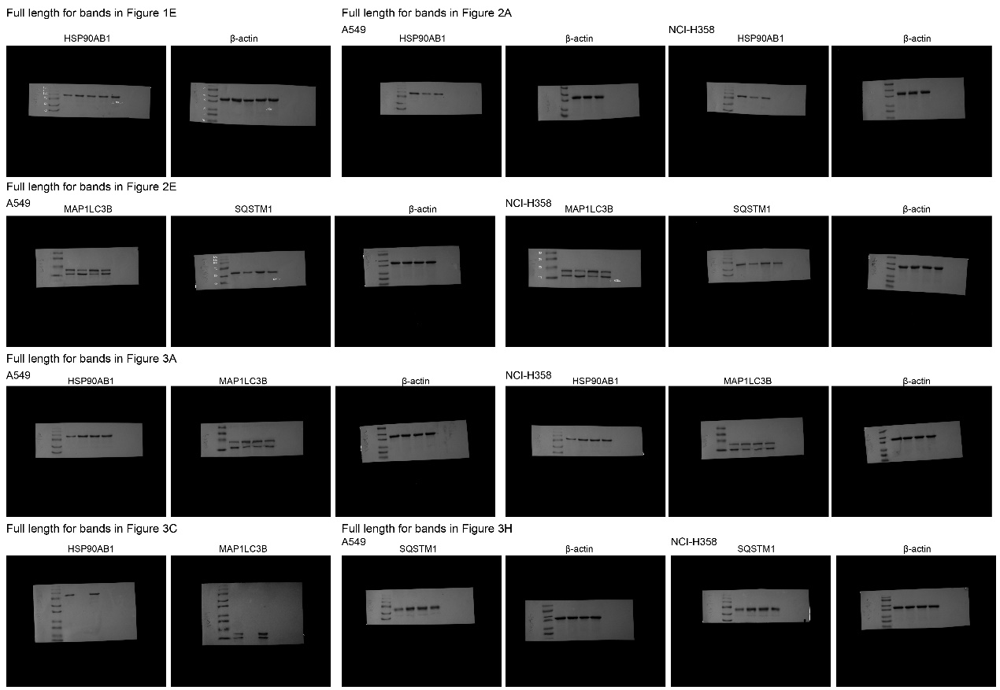 Full length for bands in Figure 1E
Full length for bands in Figure 2A
A549
NCI-H358
HSP90AB1
β-actin
HSP90AB1
β-actin
HSP90AB1
β-actin
Full length for bands in Figure 2E
A549
NCI-H358
MAP1LC3B
SQSTM1
β-actin
MAP1LC3B
SQSTM1
β-actin
Full length for bands in Figure 3A
A549
NCI-H358
HSP90AB1
MAP1LC3B
β-actin
HSP90AB1
MAP1LC3B
β-actin
Full length for bands in Figure 3C
Full length for bands in Figure 3H
A549
NCI-H358
HSP90AB1
MAP1LC3B
SQSTM1
β-actin
SQSTM1
β-actin